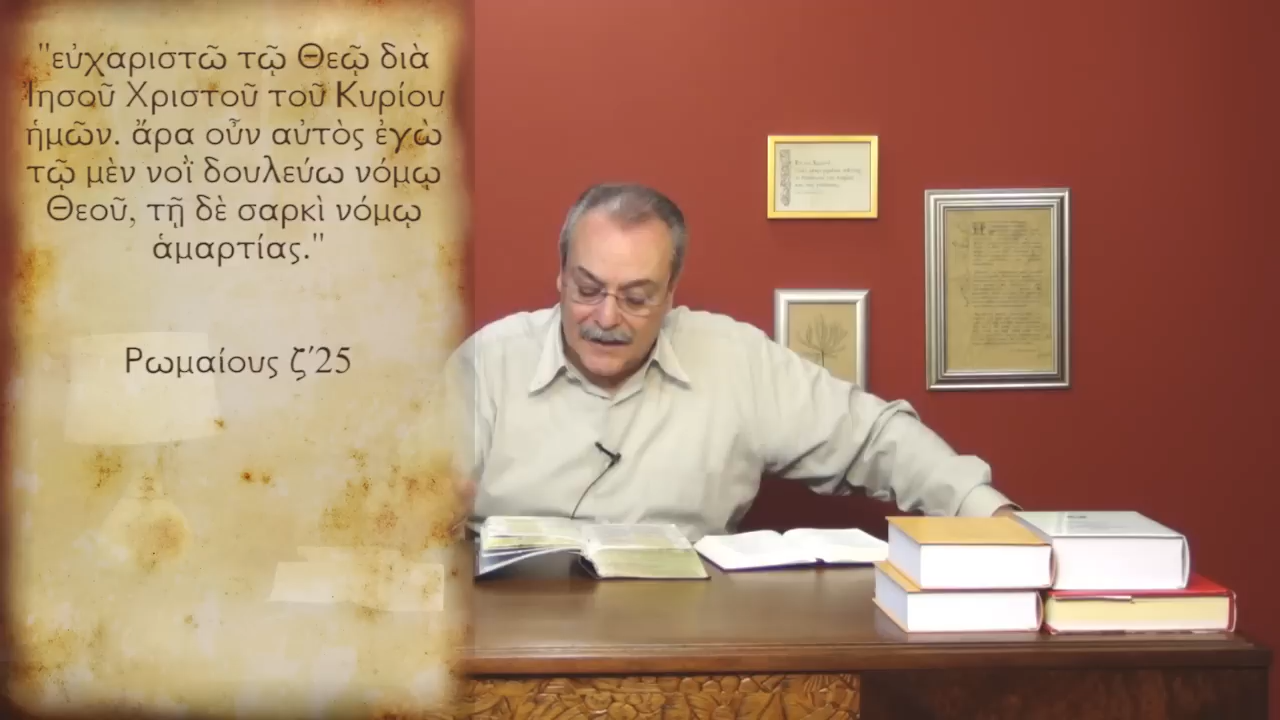 "εὐχαριστῶ τῷ Θεῷ διὰ
Ἰησοῦ Χριστοῦ τοῦ Κυρίου
ἡμῶν. ἄρα οὖν αὐτὸς ἐγὼ
τῷ μὲν νοῒ δουλεύω νόμῳ
Θεοῦ, τῇ δὲ σαρκὶ νόμῳ
ἁμαρτίας."
Ρωμαίους ζ΄25